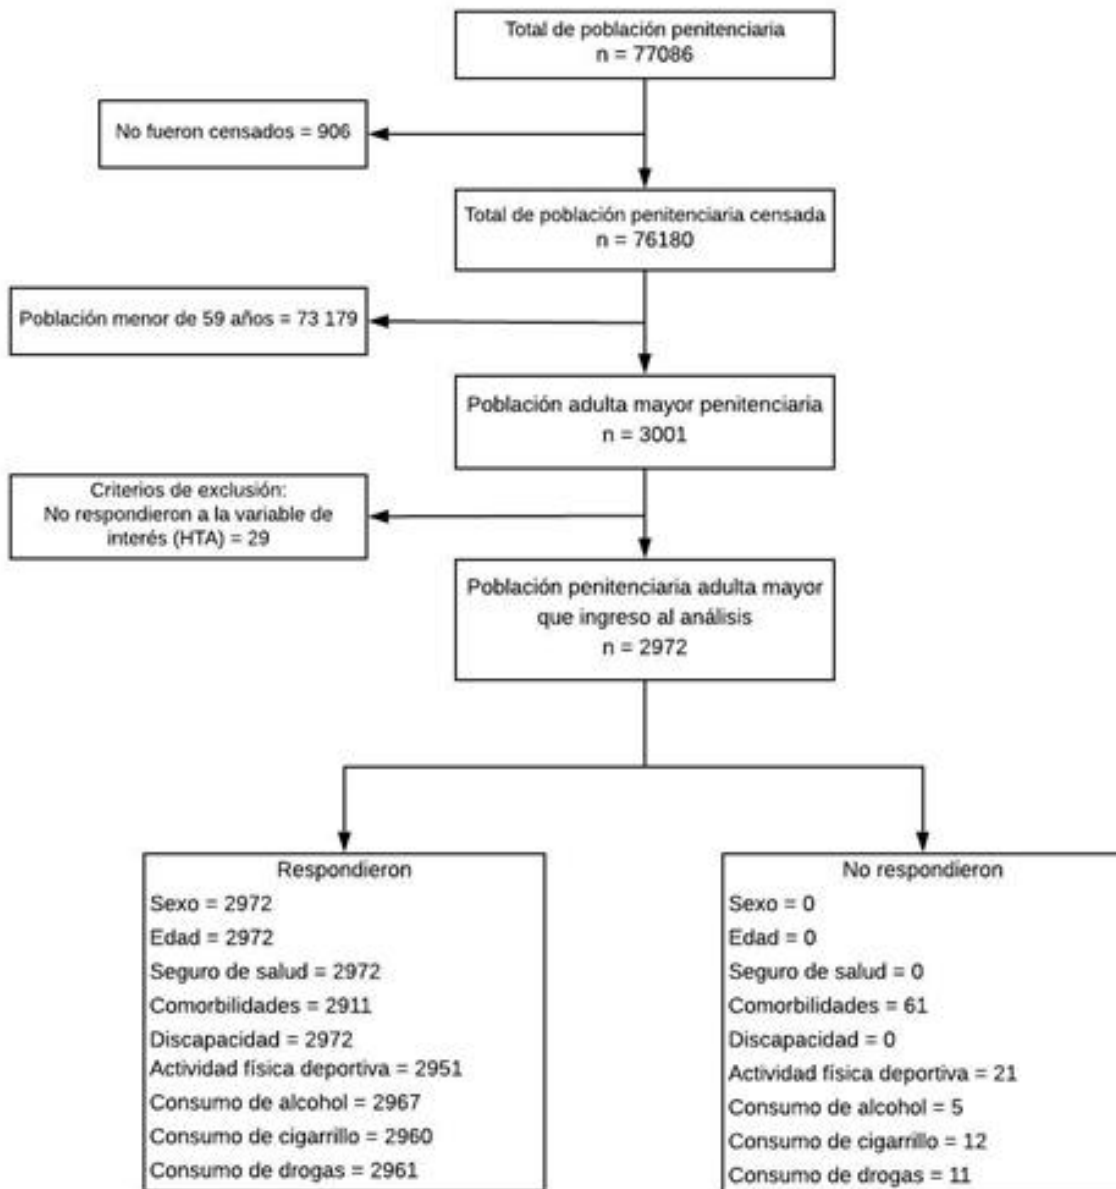 Total de población penitenciaria
n = 77086
No fueron censados = 906
Total de población penitenciaria censada
n = 76180
Población menor de 59 años = 73 179
Población adulta mayor penitenciaria
n = 3001
Criterios de exclusión:
No respondieron a la variable de
interés (HTA) = 29
Población penitenciaria adulta mayor
que ingreso al análisis
n = 2972
Respondieron
Sexo = 2972
Edad = 2972
Seguro de salud = 2972
Comorbilidades = 2911
Discapacidad = 2972
Actividad física deportiva = 2951
Consumo de alcohol = 2967
Consumo de cigarrillo = 2960
Consumo de drogas = 2961
No respondieron
Sexo = 0
Edad = 0
Seguro de salud = 0
Comorbilidades = 61
Discapacidad = 0
Actividad física deportiva = 21
Consumo de alcohol = 5
Consumo de cigarrillo = 12
Consumo de drogas = 11